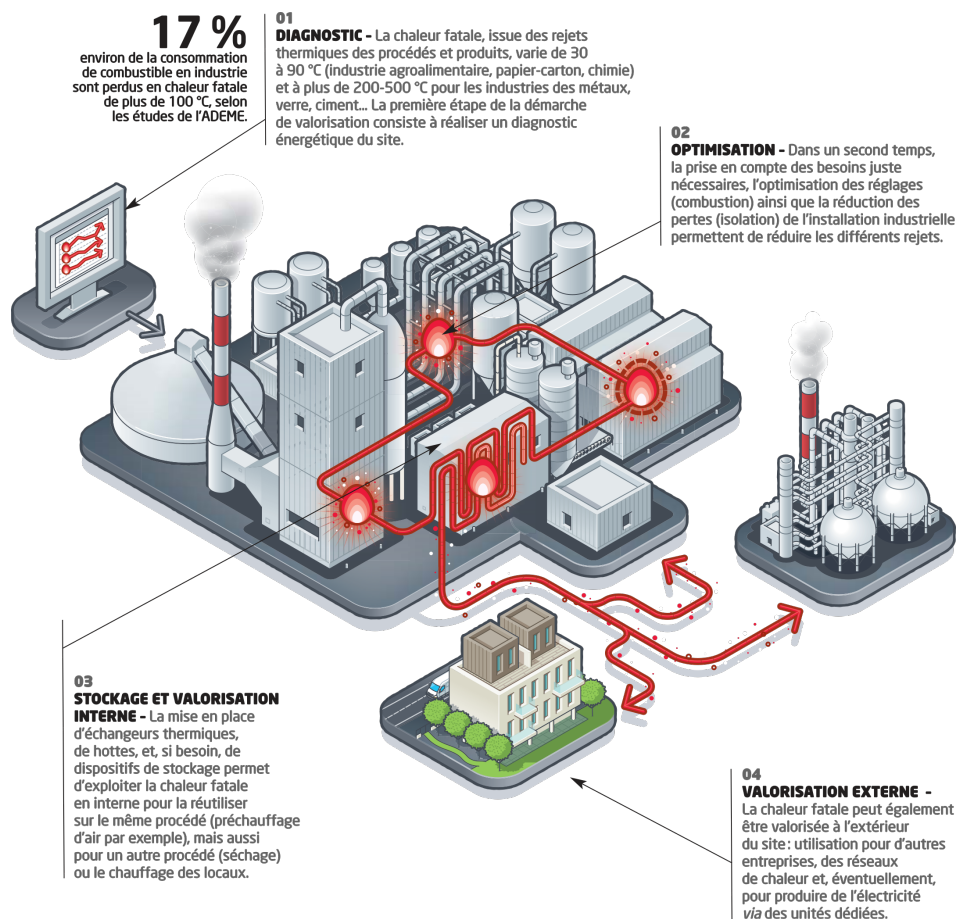 17 %
environ de la consommation
de combustible en industrie
sont perdus en chaleur fatale
de plus de 100 °C, selon
les études de l'ADEME.
01
DIAGNOSTIC - La chaleur fatale, issue des rejets
thermiques des procédés et produits, varie de 30
à 90 °C (industrie agroalimentaire, papier-carton, chimie)
et à plus de 200-500 °C pour les industries des métaux,
verre, ciment... La première étape de la démarche
de valorisation consiste à réaliser un diagnostic
énergétique du site.
02
OPTIMISATION - Dans un second temps,
la prise en compte des besoins juste
nécessaires, l'optimisation des réglages
(combustion) ainsi que la réduction des
pertes (isolation) de l'installation industrielle
permettent de réduire les différents rejets.
03
STOCKAGE ET VALORISATION
INTERNE - La mise en place
d'échangeurs thermiques,
de hottes, et, si besoin, de
dispositifs de stockage permet
d'exploiter la chaleur fatale
en interne pour la réutiliser
sur le même procédé (préchauffage
d'air par exemple), mais aussi
pour un autre procédé (séchage)
ou le chauffage des locaux.
04
VALORISATION EXTERNE -
La chaleur fatale peut également
être valorisée à l'extérieur
du site : utilisation pour d'autres
entreprises, des réseaux
de chaleur et, éventuellement,
pour produire de l'électricité
via des unités dédiées.